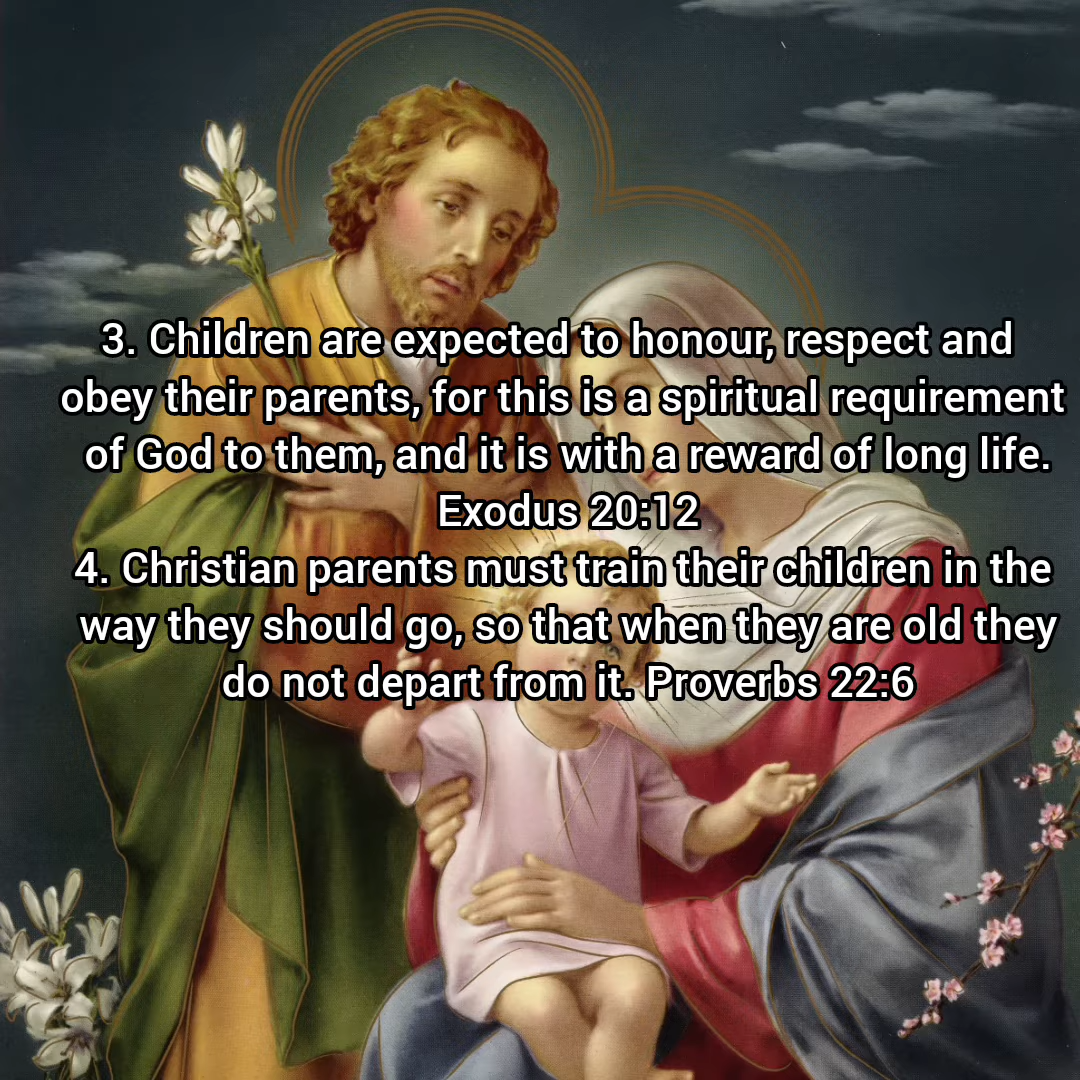 3. Children are expected to honour, respect and
obey their parents, for this is a spiritual requirement
of God to them, and it is with a reward of long life.
Exodus 20:12
4. Christian parents must train their children in the
way they should go, so that when they are old they
do not depart from it. Proverbs 22:6